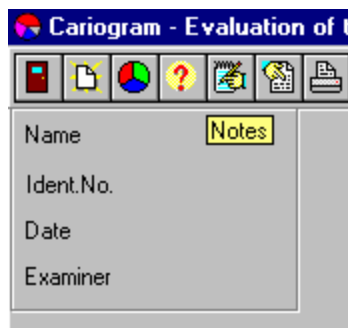 Cariogram - Evaluation of
Name
Notes
Ident.No.
Date
Examiner